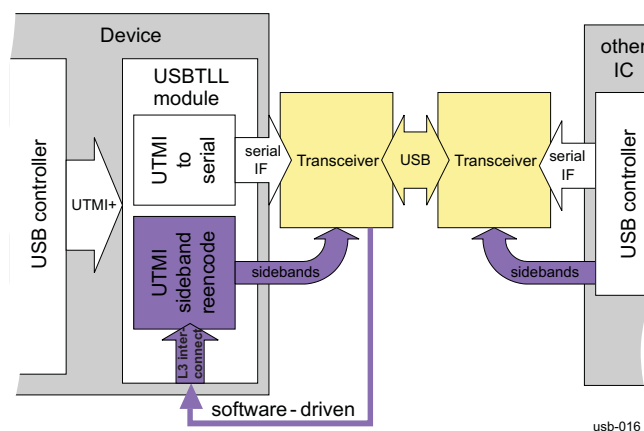 Device
other
IC
USBTLL
module
USB controller
UTMI+
UTMI
to
serial
serial
IF
Transceiver
USB
Transceiver
serial
IF
USB controller
UTMI
sideband
reencode
sidebands
sidebands
L3 inter-
connect
software - driven
usb-016